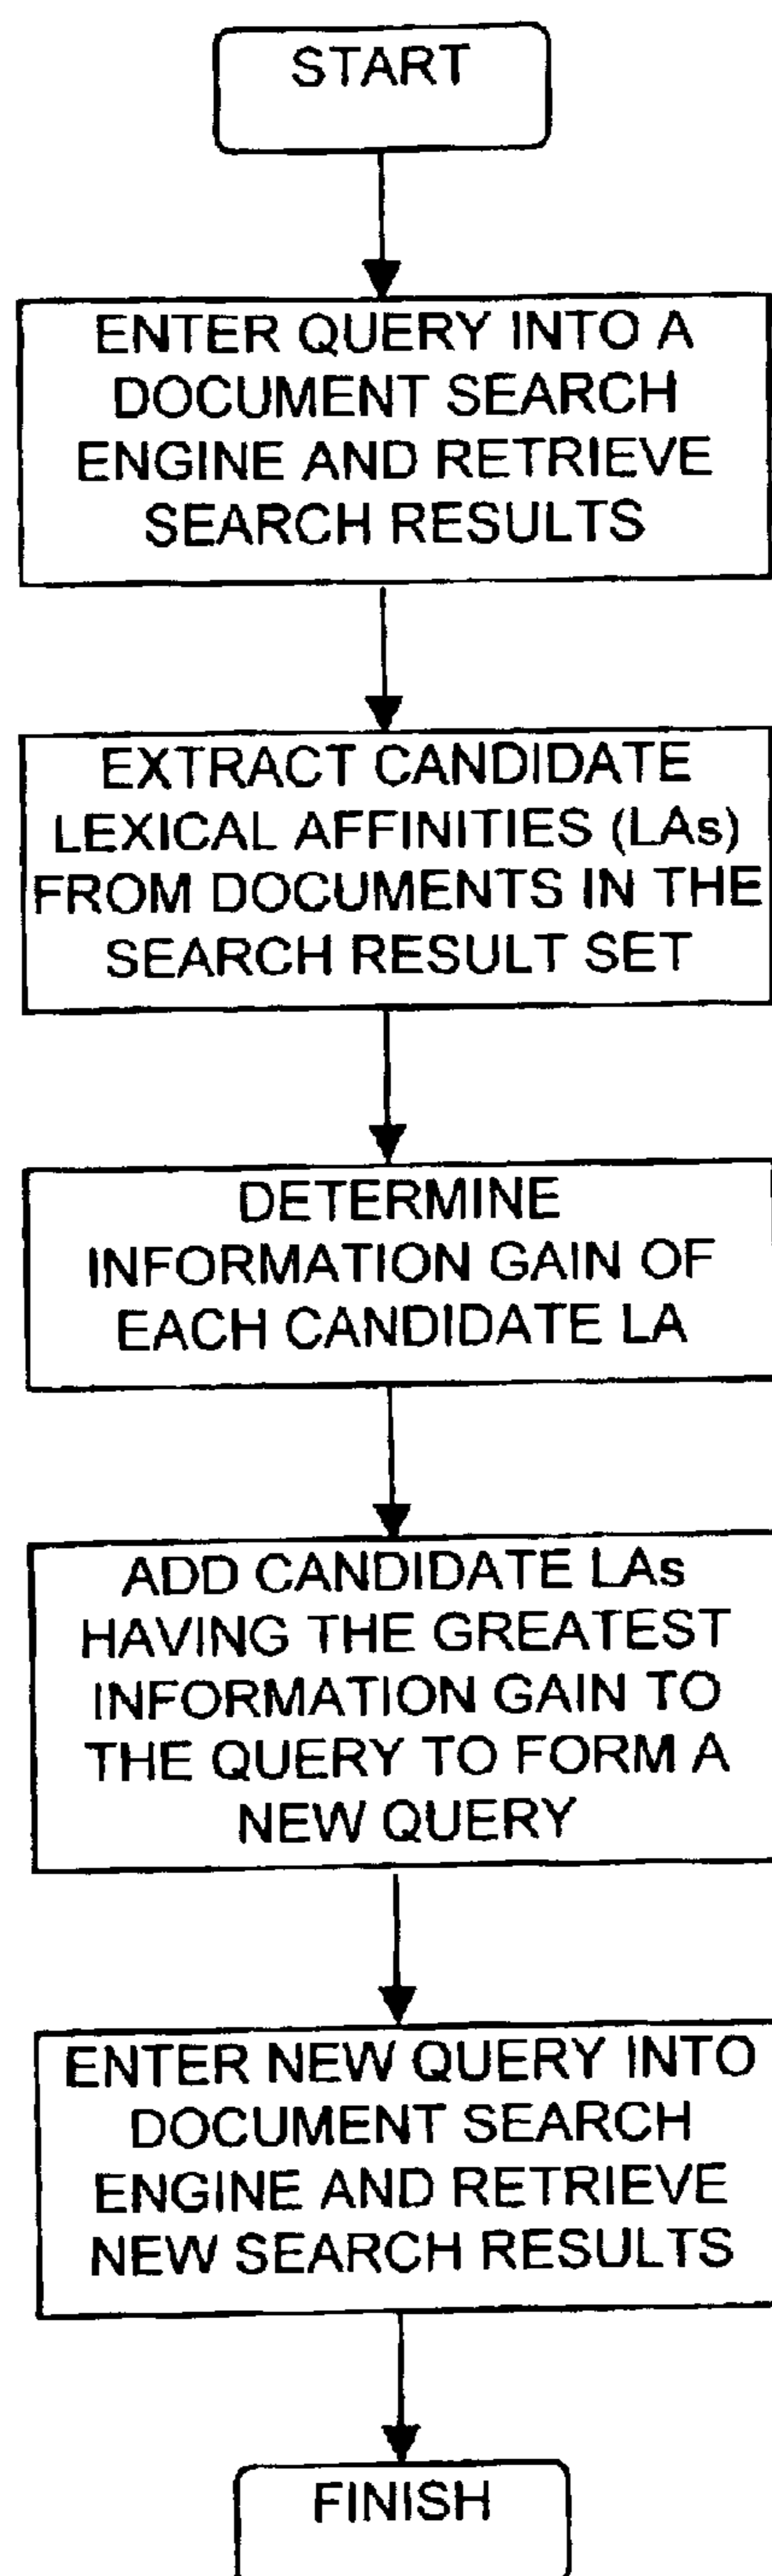 START
ENTER QUERY INTO A
DOCUMENT SEARCH
ENGINE AND RETRIEVE
SEARCH RESULTS
EXTRACT CANDIDATE
LEXICAL AFFINITIES (LAs)
FROM DOCUMENTS IN THE
SEARCH RESULT SET
DETERMINE
INFORMATION GAIN OF
EACH CANDIDATE LA
ADD CANDIDATE LAs
HAVING THE GREATEST
INFORMATION GAIN TO
THE QUERY TO FORM A
NEW QUERY
ENTER NEW QUERY INTO
DOCUMENT SEARCH
ENGINE AND RETRIEVE
NEW SEARCH RESULTS
FINISH